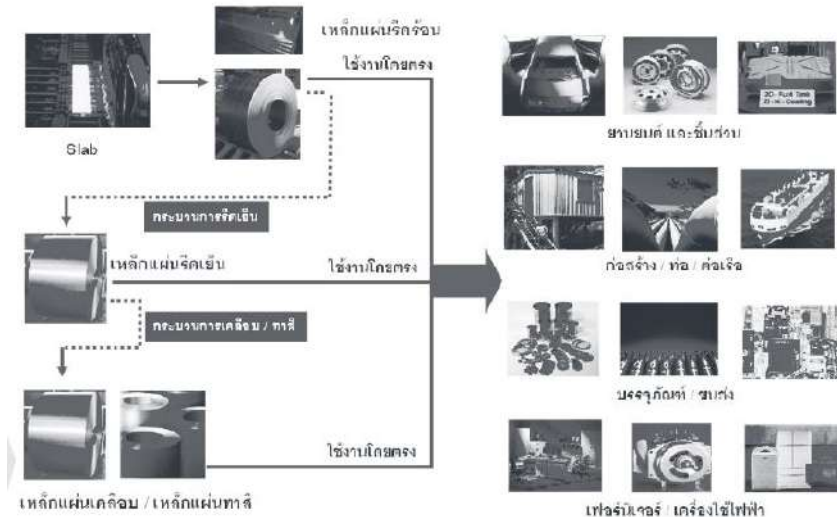 เหล็กแผ่นรีดร้อน
ใช้งานโดยตรง
Slab
ยานยนต์ และชิ้นส่วน
กระบวนการรีดเย็น
เหล็กแผ่นรีดเย็น
ใช้งานโดยตรง
ก่อสร้าง / ท่อ / ต่อเรือ
กระบวนการเคลือบ / ทาสี
บรรจุภัณฑ์ / ขนส่ง
ใช้งานโดยตรง
เหล็กแผ่นเคลือบ / เหล็กแผ่นทาสี
เฟอร์นิเจอร์ / เครื่องใช้ไฟฟ้า